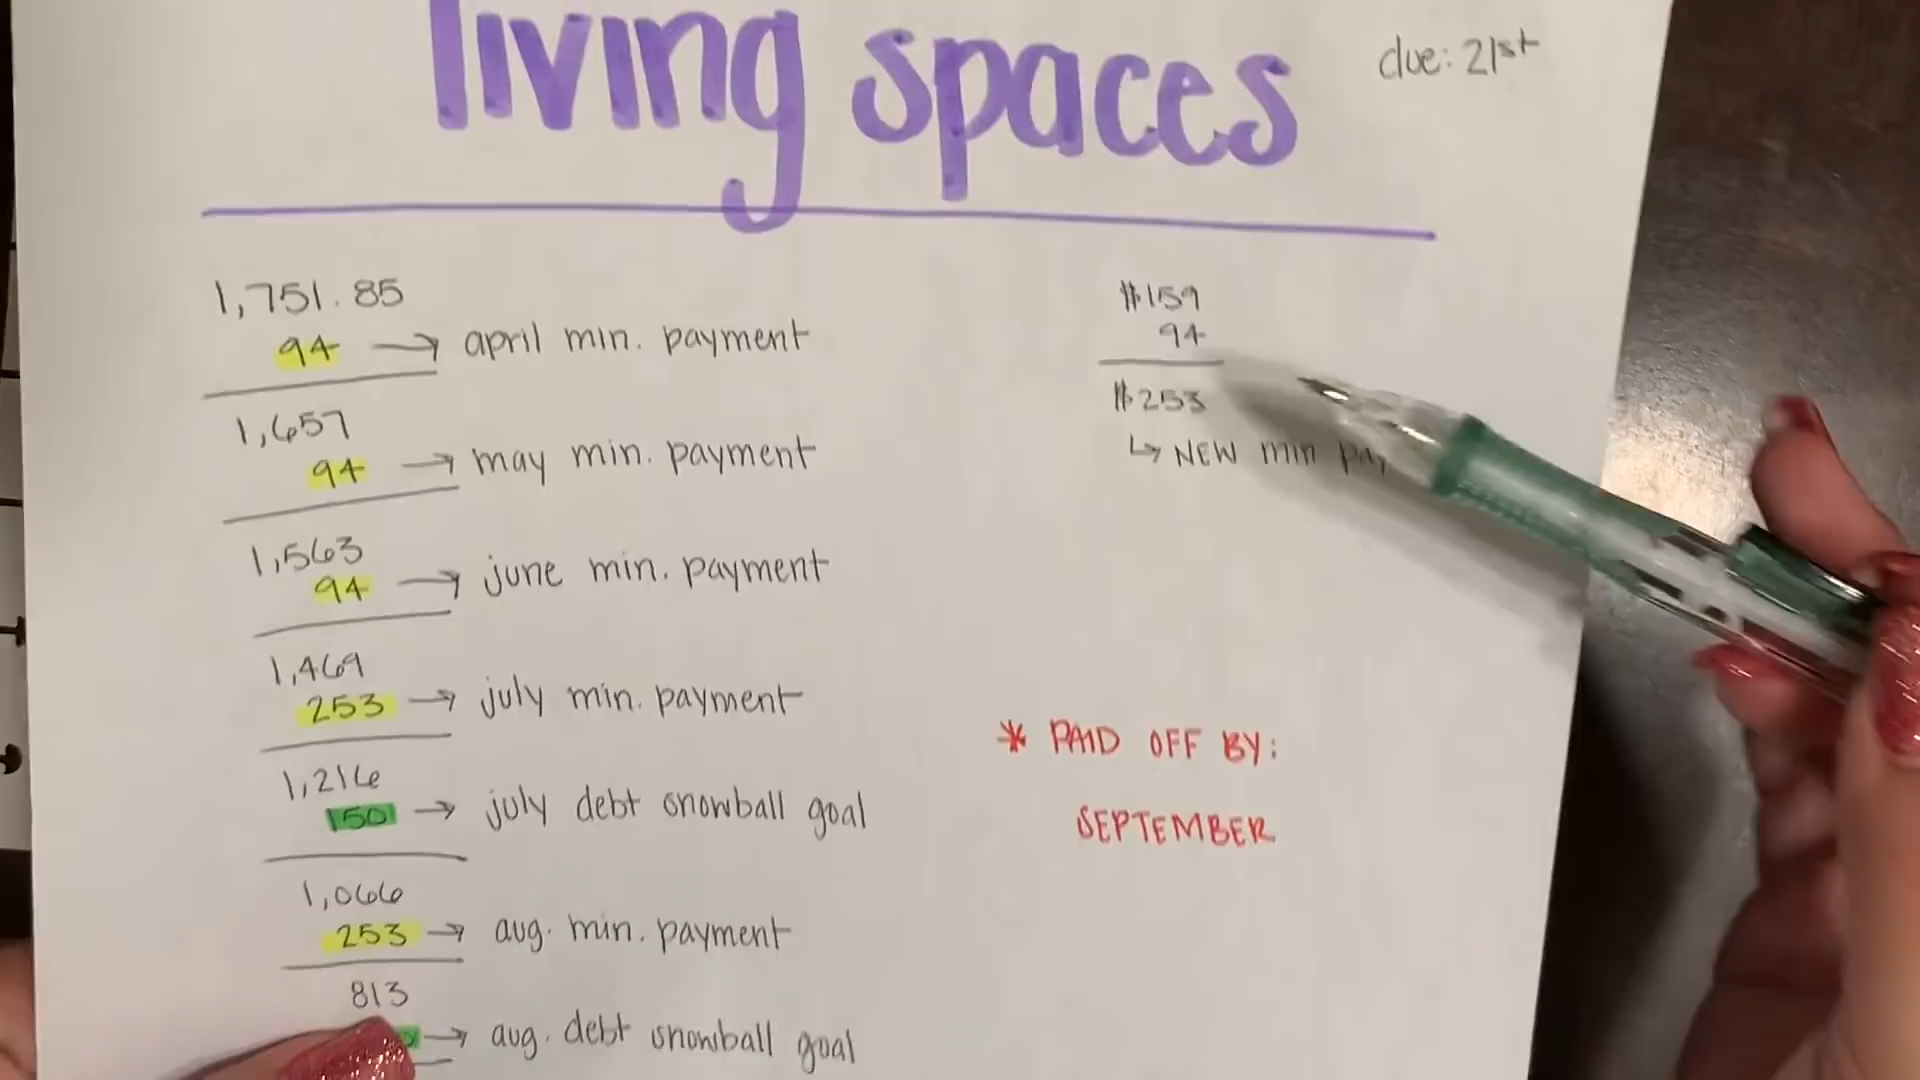 living spaces
due: 21st
1,751.85
94 → april min. payment
1,657
94 → may min. payment
1,563
94 → june min. payment
1,469
253 → july min. payment
1,216
150 → july debt snowball goal
1,066
253 → aug. min. payment
813
→ aug. debt snowball goal
$159
94
$253
↳ NEW min pay
* PAID OFF BY:
SEPTEMBER